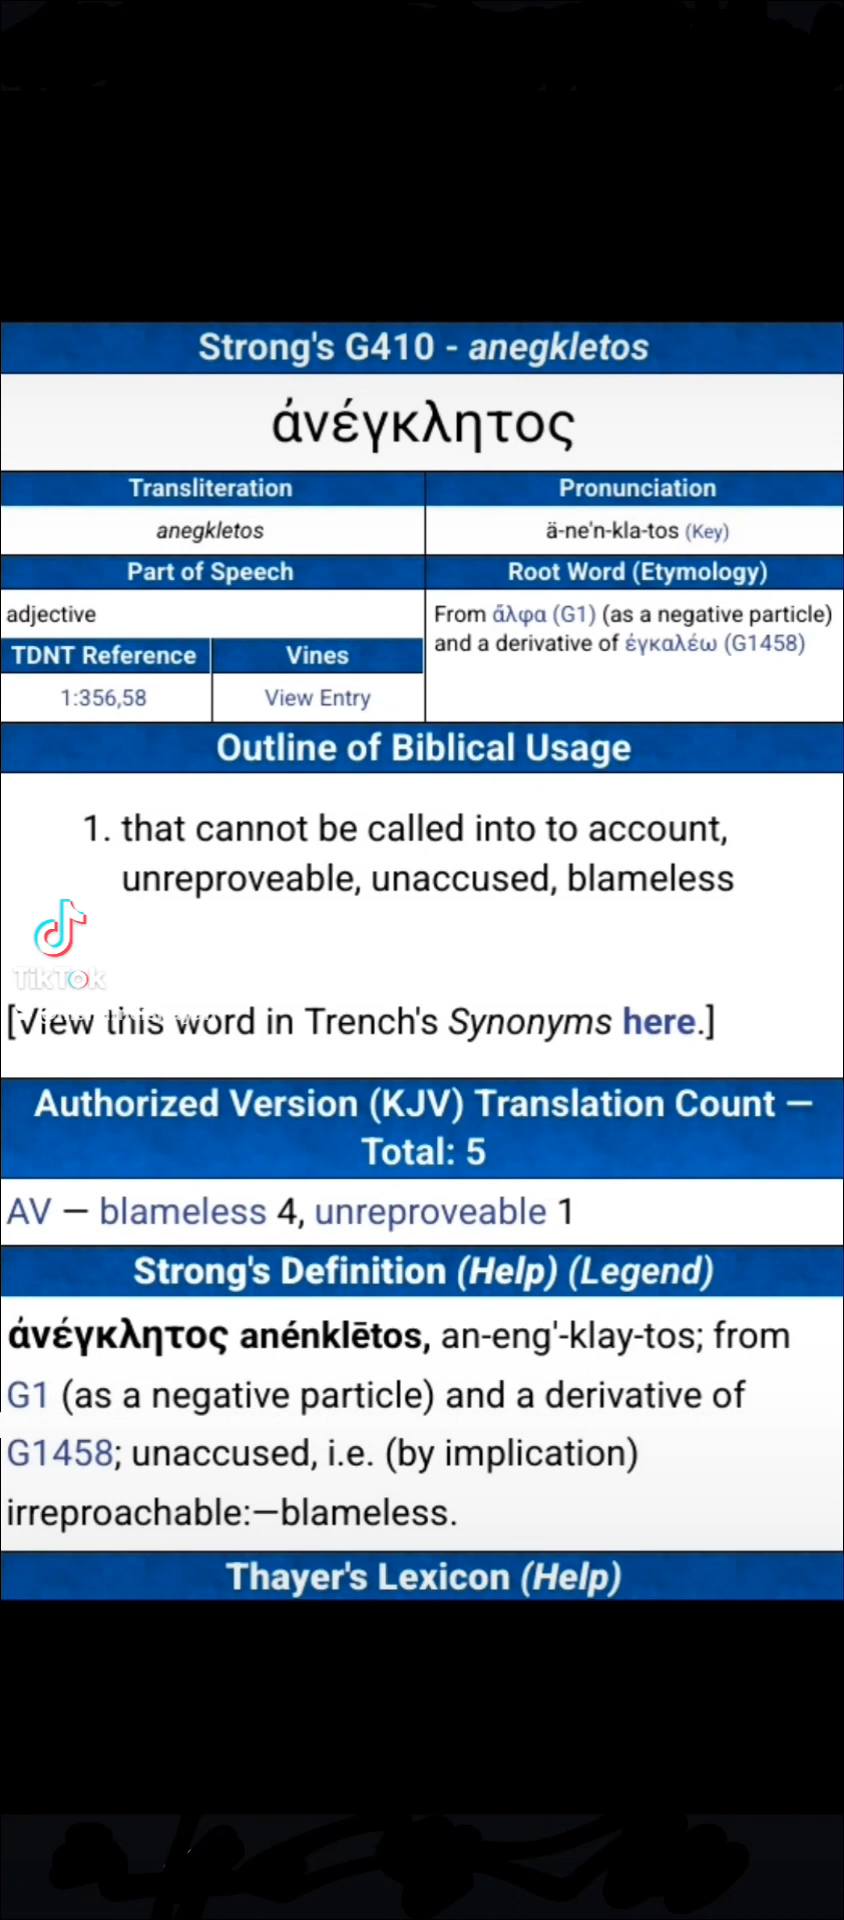 Strong's G410 - anegkletos
ἀνέγκλητος
Transliteration
Pronunciation
anegkletos
ä-ne'n-kla-tos (Key)
Part of Speech
Root Word (Etymology)
adjective
From ἄλφα (G1) (as a negative particle)
and a derivative of ἐγκαλέω (G1458)
TDNT Reference
Vines
1:356,58
View Entry
Outline of Biblical Usage
1. that cannot be called into to account,
unreproveable, unaccused, blameless
TikTok
[View this word in Trench's Synonyms here.]
Authorized Version (KJV) Translation Count —
Total: 5
AV — blameless 4, unreproveable 1
Strong's Definition (Help) (Legend)
ἀνέγκλητος anénklētos, an-eng'-klay-tos; from
G1 (as a negative particle) and a derivative of
G1458; unaccused, i.e. (by implication)
irreproachable:—blameless.
Thayer's Lexicon (Help)